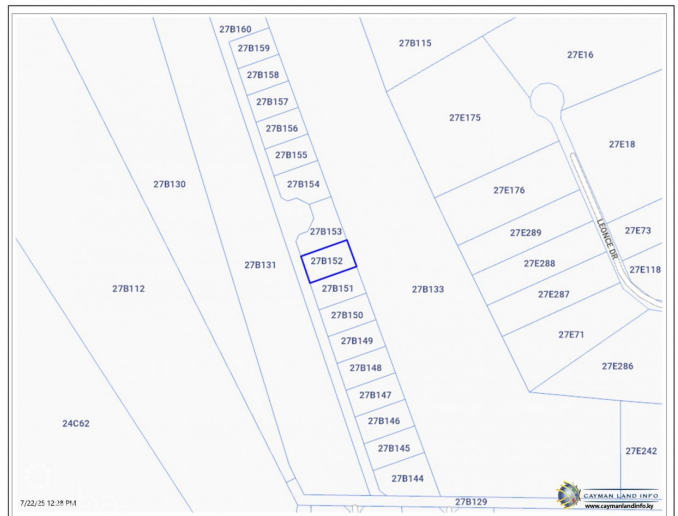 27B160
27B115
27E16
27B159
27B158
27B157
27E175
27B156
27E18
27B155
27B154
27B130
27E176
LEONCE DR
27B153
27E289
27E73
27B152
27B131
27E288
27E118
27B112
27B151
27B133
27E287
27B150
27E71
27B149
27B148
27E286
27B147
24C62
27B146
27B145
27E242
27B144
27B129
7/22/25 12:28 PM
CAYMAN LAND INFO
www.caymanlandinfo.ky